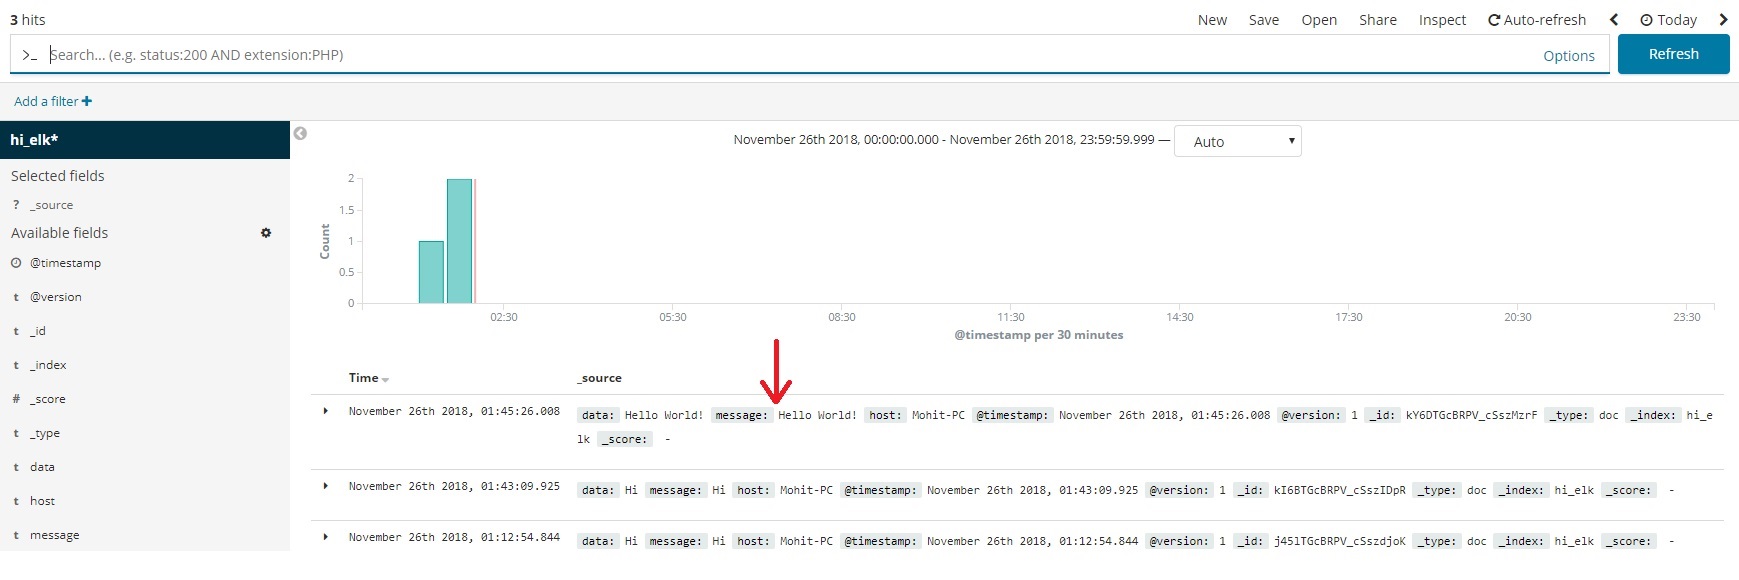 3 hits
New Save Open Share Inspect Auto-refresh Today
>_ Search... (e.g. status:200 AND extension:PHP) Options Refresh
Add a filter +
hi_elk*
Selected fields
? _source
Available fields
@timestamp
t @version
t _id
t _index
# _score
t _type
t data
t host
t message
November 26th 2018, 00:00:00.000 - November 26th 2018, 23:59:59.999 — Auto
2
1.5
1
0.5
0
Count
02:30 05:30 08:30 11:30 14:30 17:30 20:30 23:30
@timestamp per 30 minutes
Time _source
November 26th 2018, 01:45:26.008 data: Hello World! message: Hello World! host: Mohit-PC @timestamp: November 26th 2018, 01:45:26.008 @version: 1 _id: kY6DTGcBRPV_cSszMzrF _type: doc _index: hi_e
lk _score: -
November 26th 2018, 01:43:09.925 data: Hi message: Hi host: Mohit-PC @timestamp: November 26th 2018, 01:43:09.925 @version: 1 _id: kI6BTGcBRPV_cSszIDpR _type: doc _index: hi_elk _score: -
November 26th 2018, 01:12:54.844 data: Hi message: Hi host: Mohit-PC @timestamp: November 26th 2018, 01:12:54.844 @version: 1 _id: j45lTGcBRPV_cSszdjoK _type: doc _index: hi_elk _score: -